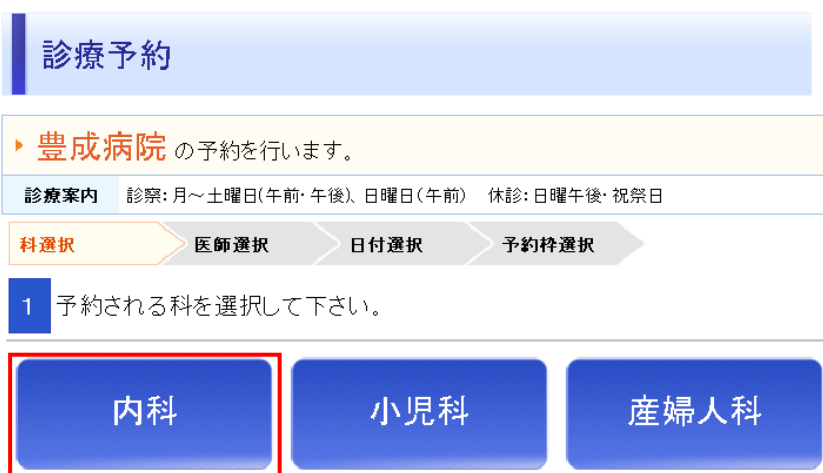 診療予約
豊成病院 の予約を行います。
診療案内 診察：月～土曜日(午前・午後)、日曜日(午前) 休診：日曜午後・祝祭日
科選択 医師選択 日付選択 予約枠選択
1 予約される科を選択して下さい。
内科 小児科 産婦人科